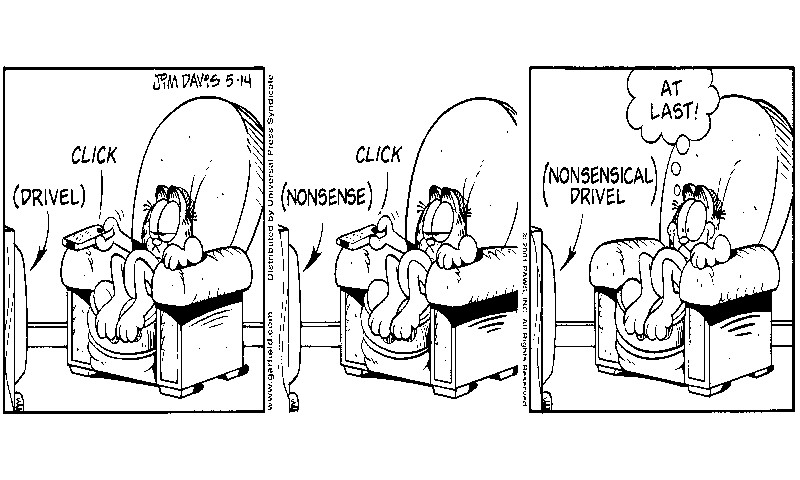 JIM DAVIS 5·14
CLICK
(DRIVEL)
www.garfield.com Distributed by Universal Press Syndicate
CLICK
(NONSENSE)
© 2001 PAWS, INC. All Rights Reserved
AT
LAST!
(NONSENSICAL)
DRIVEL